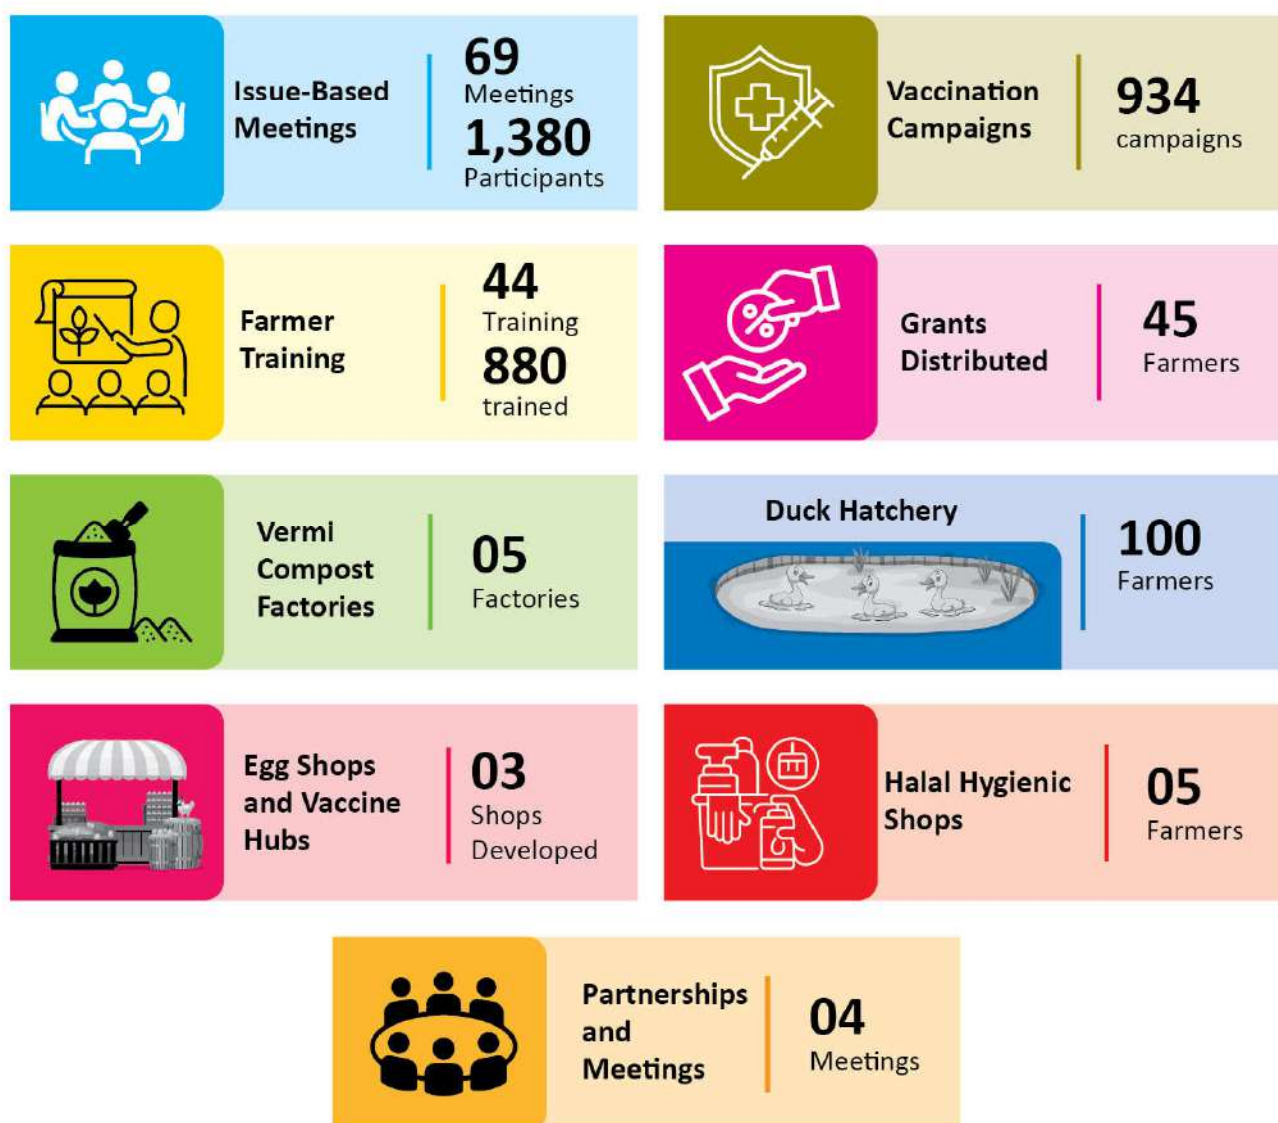 Issue-Based
Meetings
69
Meetings
1,380
Participants
Vaccination
Campaigns
934
campaigns
Farmer
Training
44
Training
880
trained
Grants
Distributed
45
Farmers
Vermi
Compost
Factories
05
Factories
Duck Hatchery
100
Farmers
Egg Shops
and Vaccine
Hubs
03
Shops
Developed
Halal Hygienic
Shops
05
Farmers
Partnerships
and
Meetings
04
Meetings